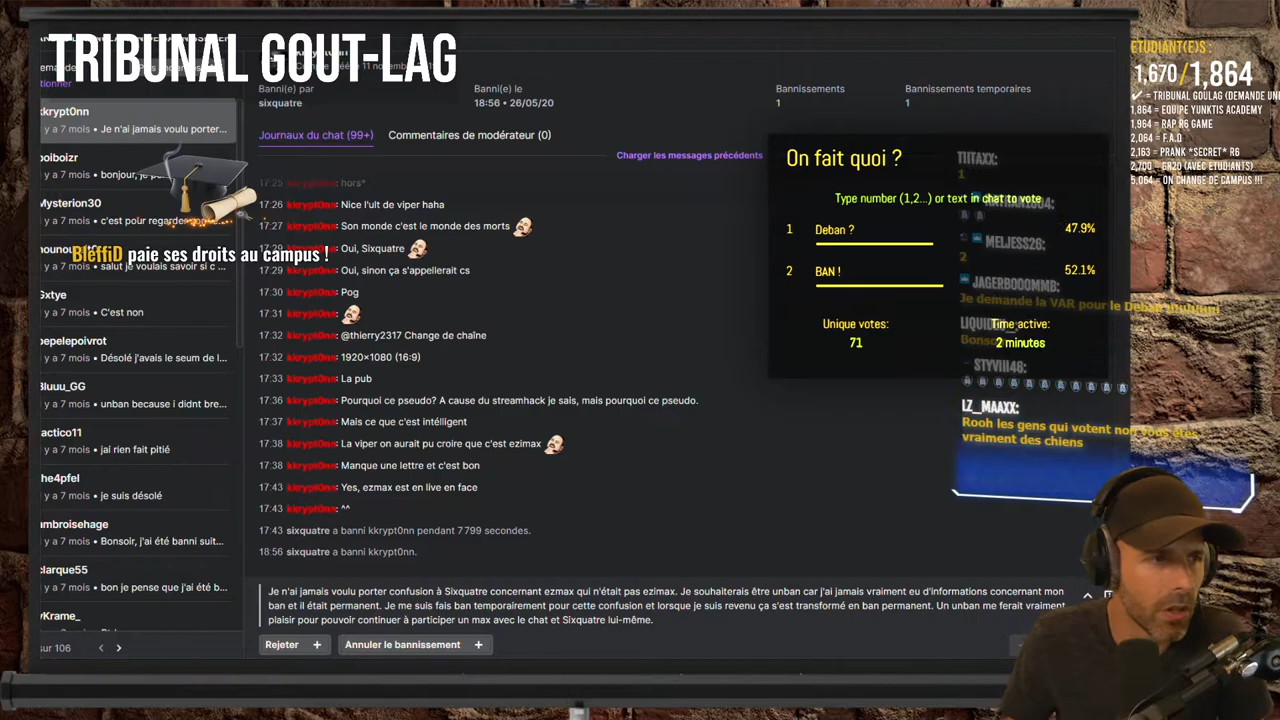 TRIBUNAL GOUT-LAG
Banni(e) par
sixquatre
Banni(e) le
18:56 • 26/05/20
Bannissements
1
Bannissements temporaires
1
Journaux du chat (99+)
Commentaires de modérateur (0)
Charger les messages précédents
kkrypt0nn
y a 7 mois • Je n'ai jamais voulu porter...
poiboizr
bonjour, je
Mysterion30
y a 7 mois • c'est pour regarder
y a 7 mois • salut je voulais savoir si c ...
Gxtye
y a 7 mois • C'est non
pepelepoivrot
y a 7 mois • Désolé j'avais le seum de l...
Bluuu_GG
y a 7 mois • unban because i didnt bre...
actico11
y a 7 mois • jai rien fait pitié
he4pfel
y a 7 mois • je suis désolé
ambroisehage
y a 7 mois • Bonsoir, j'ai été banni suit...
clarque55
y a 7 mois • bon je pense que j'ai été b...
yKrame_
sur 106
BleffiD paie ses droits au campus !
17:25 kkrypt0nn: hors*
17:26 kkrypt0nn: Nice l'ult de viper haha
17:27 kkrypt0nn: Son monde c'est le monde des morts
17:29 kkrypt0nn: Oui, Sixquatre
17:29 kkrypt0nn: Oui, sinon ça s'appellerait cs
17:30 kkrypt0nn: Pog
17:31 kkrypt0nn:
17:32 kkrypt0nn: @thierry2317 Change de chaîne
17:32 kkrypt0nn: 1920×1080 (16:9)
17:33 kkrypt0nn: La pub
17:36 kkrypt0nn: Pourquoi ce pseudo? A cause du streamhack je sais, mais pourquoi ce pseudo.
17:37 kkrypt0nn: Mais ce que c'est intélligent
17:38 kkrypt0nn: La viper on aurait pu croire que c'est ezimax
17:38 kkrypt0nn: Manque une lettre et c'est bon
17:43 kkrypt0nn: Yes, ezmax est en live en face
17:43 kkrypt0nn: ^^
17:43 sixquatre a banni kkrypt0nn pendant 7 799 secondes.
18:56 sixquatre a banni kkrypt0nn.
Je n'ai jamais voulu porter confusion à Sixquatre concernant ezmax qui n'était pas ezimax. Je souhaiterais être unban car j'ai jamais vraiment eu d'informations concernant mon
ban et il était permanent. Je me suis fais ban temporairement pour cette confusion et lorsque je suis revenu ça s'est transformé en ban permanent. Un unban me ferait vraiment
plaisir pour pouvoir continuer à participer un max avec le chat et Sixquatre lui-même.
Rejeter +
Annuler le bannissement +
On fait quoi ?
Type number (1,2...) or text in chat to vote
1 Deban ? 47.9%
2 BAN ! 52.1%
Unique votes:
71
Time active:
2 minutes
TIITAXX:
1
MELJESS26:
2
JAGERBOOOMMB:
Je demande la VAR pour le Deban
STYVIII46:
LZ_MAAXX:
Rooh les gens qui votent non vous êtes
vraiment des chiens
ETUDIANT(E)S :
1,670/1,864
✓ = TRIBUNAL GOULAG (DEMANDE UN
1,864 = EQUIPE YUNKTIS ACADEMY
1,964 = RAP R6 GAME
2,064 = F.A.D
2,163 = PRANK *SECRET* R6
2,700 = GR20 (AVEC ETUDIANTS)
5,064 = ON CHANGE DE CAMPUS !!!